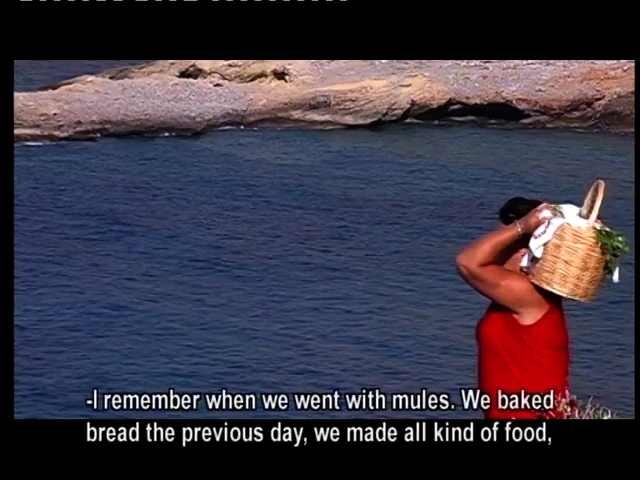 -I remember when we went with mules. We baked
bread the previous day, we made all kind of food,